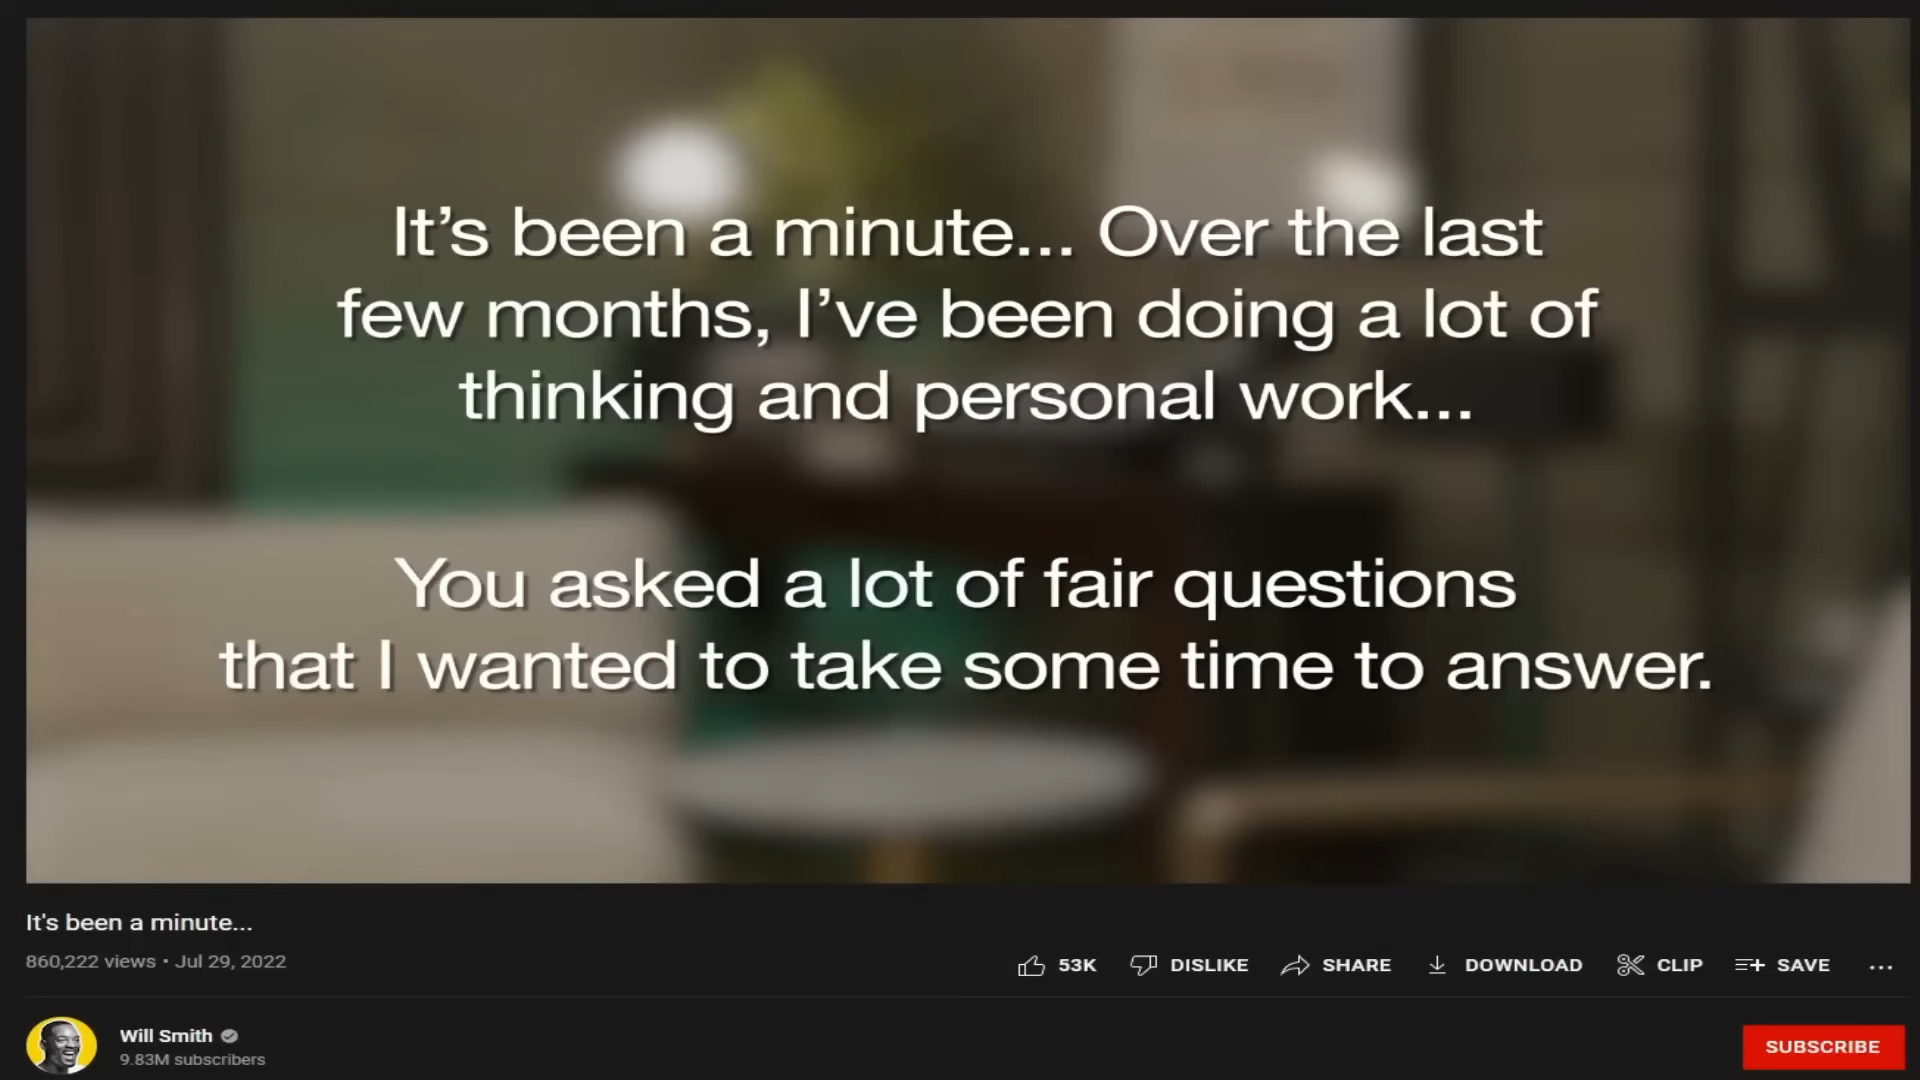 It’s been a minute... Over the last
few months, I’ve been doing a lot of
thinking and personal work...
You asked a lot of fair questions
that I wanted to take some time to answer.
It's been a minute...
860,222 views • Jul 29, 2022
53K DISLIKE SHARE DOWNLOAD CLIP SAVE ...
Will Smith
9.83M subscribers
SUBSCRIBE